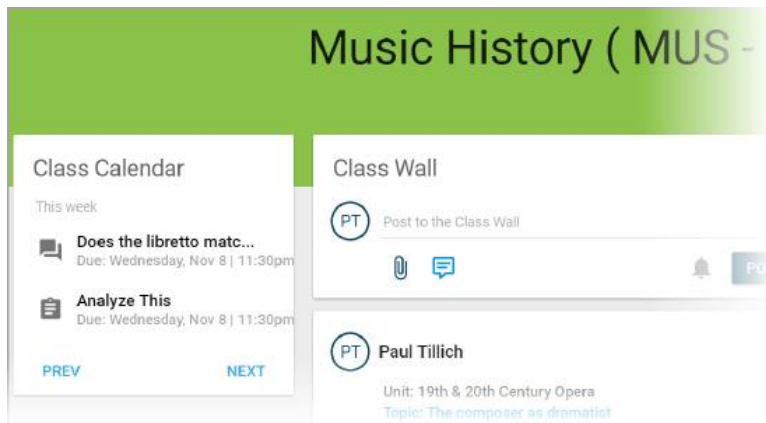 Music History ( MUS -
Class Calendar
This week
Does the libretto matc...
Due: Wednesday, Nov 8 | 11:30pm
Analyze This
Due: Wednesday, Nov 8 | 11:30pm
PREV NEXT
Class Wall
PT Post to the Class Wall
PT Paul Tillich
Unit: 19th & 20th Century Opera
Topic: The composer as dramatist